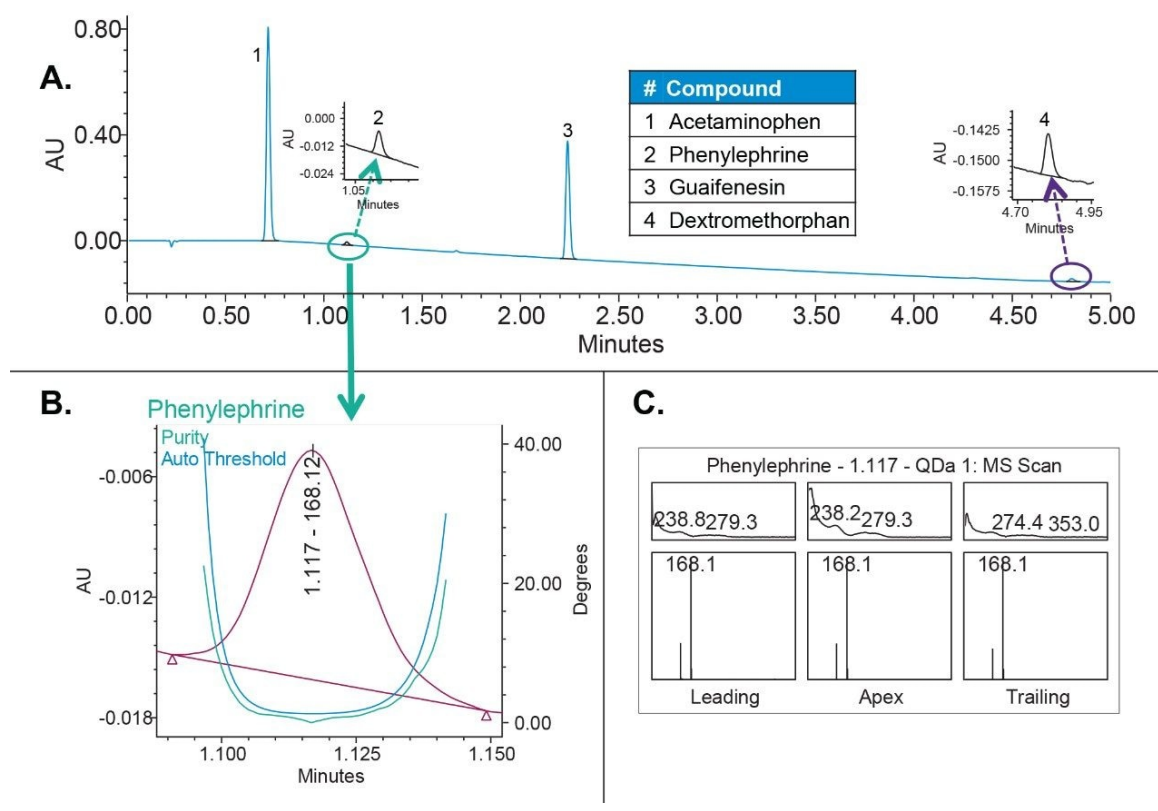 A.
AU
0.80
0.40
0.00
1
2
AU
0.000
-0.012
-0.024
1.05
Minutes
3
# Compound
1 Acetaminophen
2 Phenylephrine
3 Guaifenesin
4 Dextromethorphan
4
AU
-0.1425
-0.1500
-0.1575
4.70 4.95
Minutes
0.00 0.50 1.00 1.50 2.00 2.50 3.00 3.50 4.00 4.50 5.00
Minutes
B.
Phenylephrine
Purity
Auto Threshold
1.117 - 168.12
AU
-0.006
-0.012
-0.018
40.00
20.00
0.00
Degrees
1.100 1.125 1.150
Minutes
C.
Phenylephrine - 1.117 - QDa 1: MS Scan
238.8 279.3
238.2 279.3
274.4 353.0
168.1
168.1
168.1
Leading
Apex
Trailing